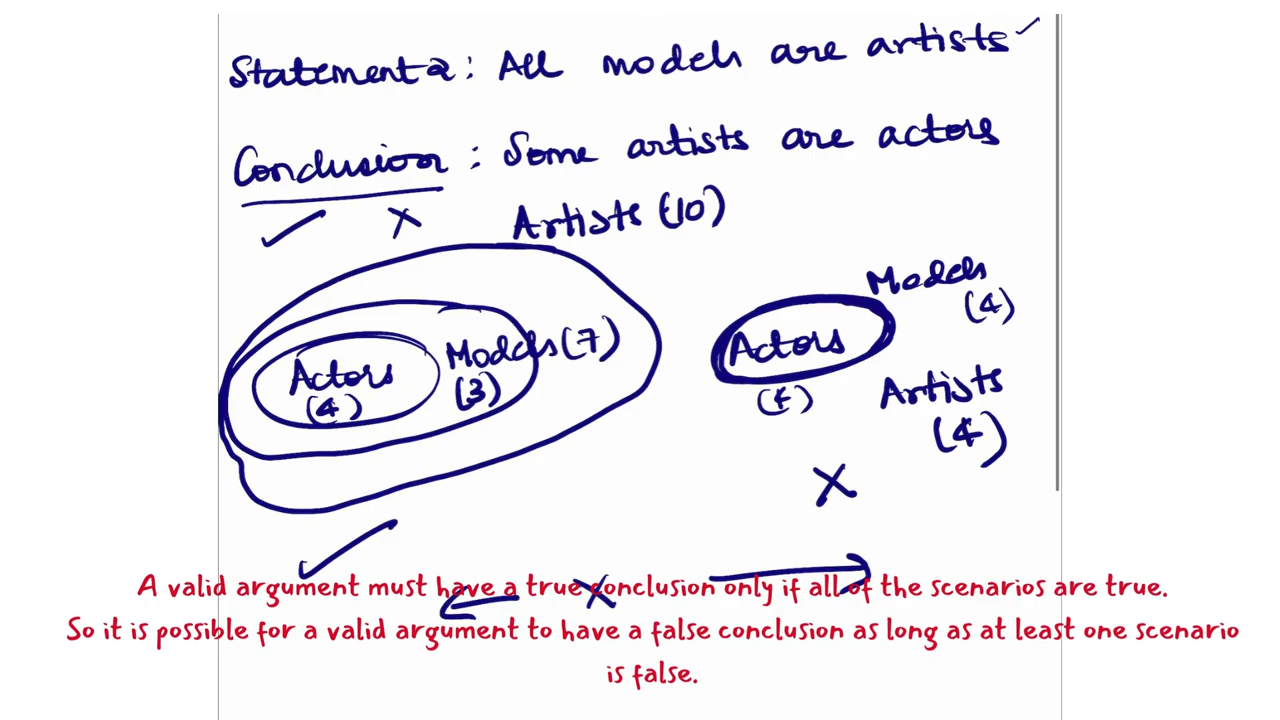 Statement 2: All models are artists
Conclusion: Some artists are actors
Artists (10)
Models
(4)
Actors
(4)
Models (7)
(3)
Actors
(4)
Artists
(4)
A valid argument must have a true conclusion only if all of the scenarios are true.
So it is possible for a valid argument to have a false conclusion as long as at least one scenario
is false.